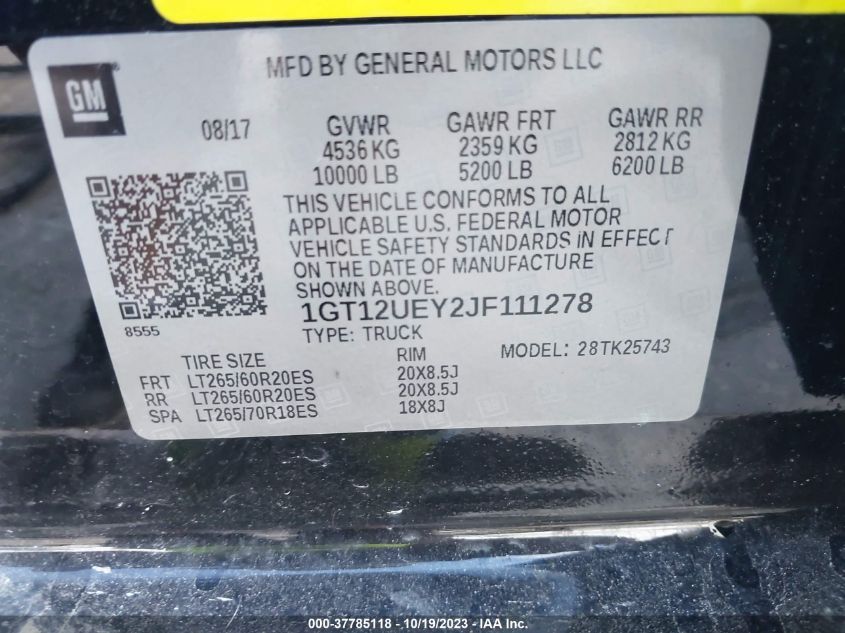 MFD BY GENERAL MOTORS LLC
GM
08/17
GVWR GAWR FRT GAWR RR
4536 KG 2359 KG 2812 KG
10000 LB 5200 LB 6200 LB
THIS VEHICLE CONFORMS TO ALL
APPLICABLE U.S. FEDERAL MOTOR
VEHICLE SAFETY STANDARDS IN EFFECT
ON THE DATE OF MANUFACTURE
SHOWN ABOVE.
8555
1GT12UEY2JF111278
TYPE: TRUCK
TIRE SIZE RIM MODEL: 28TK25743
FRT LT265/60R20ES 20X8.5J
RR LT265/60R20ES 20X8.5J
SPA LT265/70R18ES 18X8J
000-37785118 - 10/19/2023 - IAA Inc.